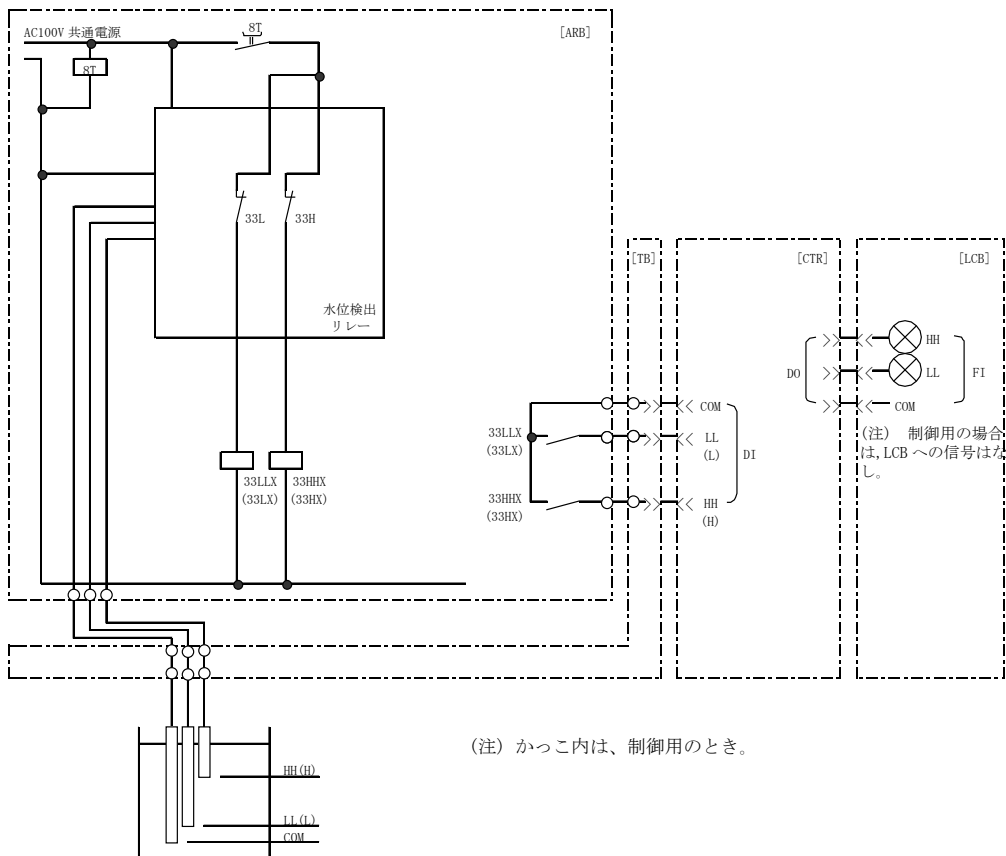 AC100V 共通電源
8T
[ARB]
8T
33L
33H
水位検出
リレー
[TB]
[CTR]
[LCB]
HH
DO
LL
FI
COM
(注) 制御用の場合
は,LCB への信号はな
し。
COM
33LLX
(33LX)
LL
(L)
DI
33LLX
(33LX)
33HHX
(33HX)
33HHX
(33HX)
HH
(H)
(注) かっこ内は、制御用のとき。
HH(H)
LL(L)
COM